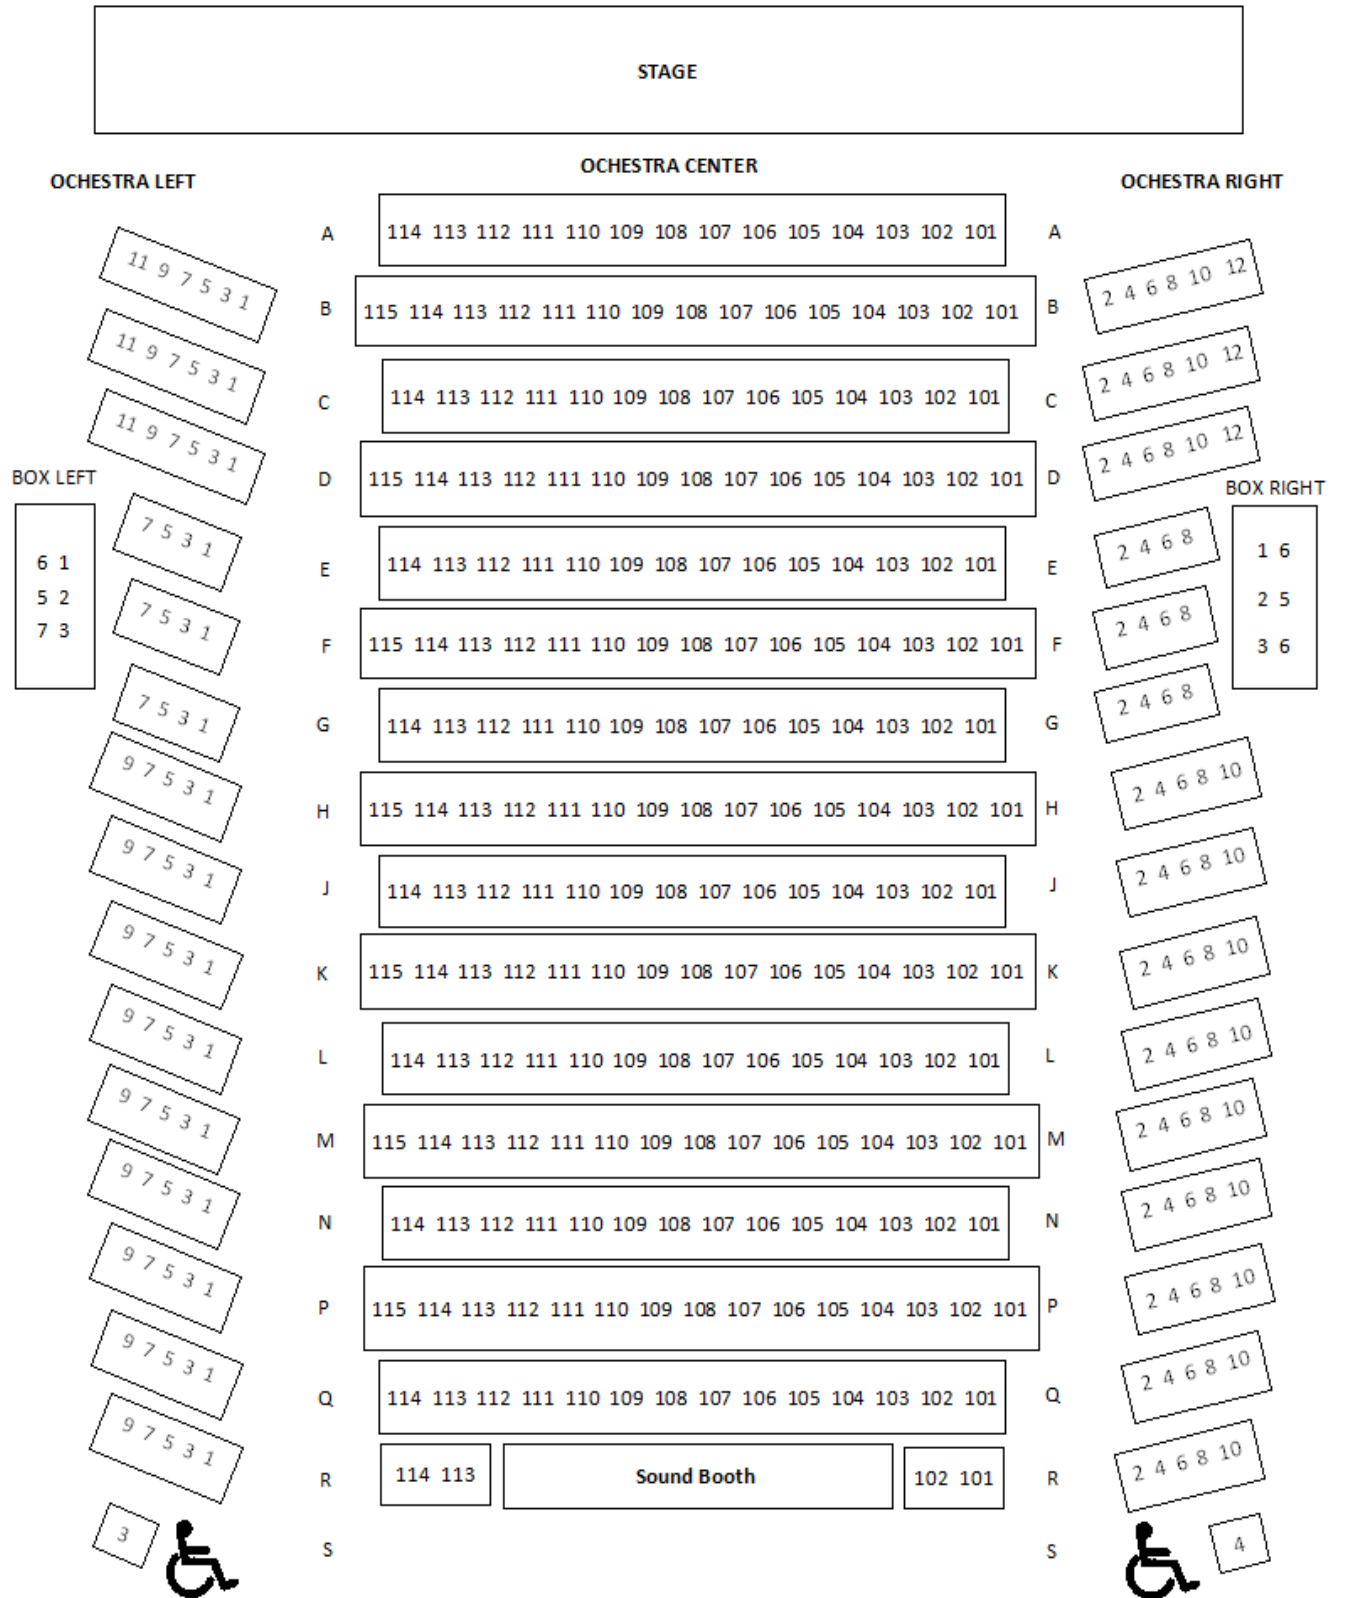 STAGE
OCHESTRA CENTER
OCHESTRA LEFT
OCHESTRA RIGHT
A 114 113 112 111 110 109 108 107 106 105 104 103 102 101 A
11 9 7 5 3 1 B 115 114 113 112 111 110 109 108 107 106 105 104 103 102 101 B 2 4 6 8 10 12
11 9 7 5 3 1 C 114 113 112 111 110 109 108 107 106 105 104 103 102 101 C 2 4 6 8 10 12
11 9 7 5 3 1 D 115 114 113 112 111 110 109 108 107 106 105 104 103 102 101 D 2 4 6 8 10 12
BOX LEFT
BOX RIGHT
7 5 3 1 E 114 113 112 111 110 109 108 107 106 105 104 103 102 101 E 2 4 6 8
6 1
5 2
7 3
1 6
2 5
3 6
7 5 3 1 F 115 114 113 112 111 110 109 108 107 106 105 104 103 102 101 F 2 4 6 8
7 5 3 1 G 114 113 112 111 110 109 108 107 106 105 104 103 102 101 G 2 4 6 8
9 7 5 3 1 H 115 114 113 112 111 110 109 108 107 106 105 104 103 102 101 H 2 4 6 8 10
9 7 5 3 1 J 114 113 112 111 110 109 108 107 106 105 104 103 102 101 J 2 4 6 8 10
9 7 5 3 1 K 115 114 113 112 111 110 109 108 107 106 105 104 103 102 101 K 2 4 6 8 10
9 7 5 3 1 L 114 113 112 111 110 109 108 107 106 105 104 103 102 101 L 2 4 6 8 10
9 7 5 3 1 M 115 114 113 112 111 110 109 108 107 106 105 104 103 102 101 M 2 4 6 8 10
9 7 5 3 1 N 114 113 112 111 110 109 108 107 106 105 104 103 102 101 N 2 4 6 8 10
9 7 5 3 1 P 115 114 113 112 111 110 109 108 107 106 105 104 103 102 101 P 2 4 6 8 10
9 7 5 3 1 Q 114 113 112 111 110 109 108 107 106 105 104 103 102 101 Q 2 4 6 8 10
9 7 5 3 1 R 114 113 Sound Booth 102 101 R 2 4 6 8 10
3 S S 4